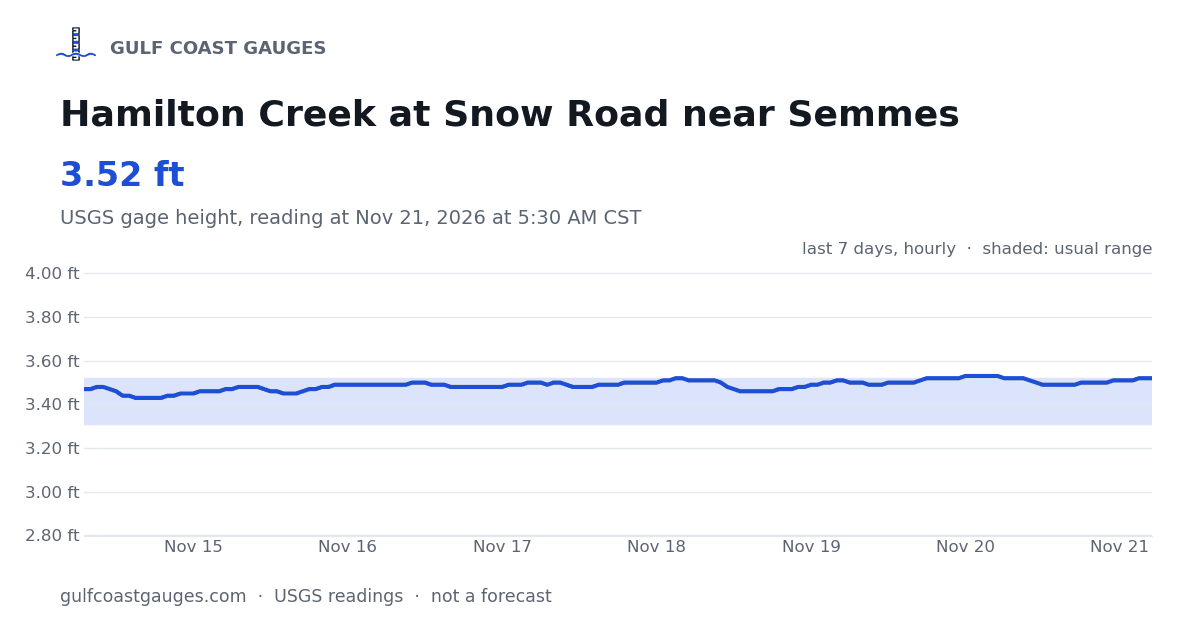 GULF COAST GAUGES
Hamilton Creek at Snow Road near Semmes
3.52 ft
USGS gage height, reading at Nov 21, 2026 at 5:30 AM CST
last 7 days, hourly · shaded: usual range
4.00 ft
3.80 ft
3.60 ft
3.40 ft
3.20 ft
3.00 ft
2.80 ft
Nov 15 Nov 16 Nov 17 Nov 18 Nov 19 Nov 20 Nov 21
gulfcoastgauges.com · USGS readings · not a forecast